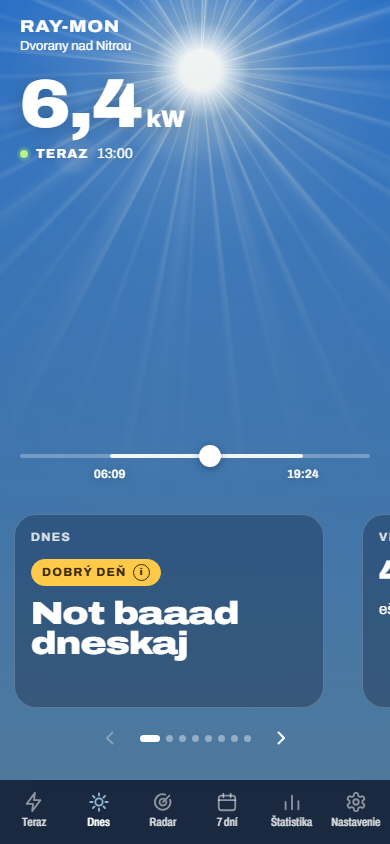 RAY-MON
Dvorany nad Nitrou
6,4 kW
TERAZ 13:00
06:09 19:24
DNES
DOBRÝ DEŇ i
Not baaad
dneskaj
Teraz Dnes Radar 7 dní Štatistika Nastavenie